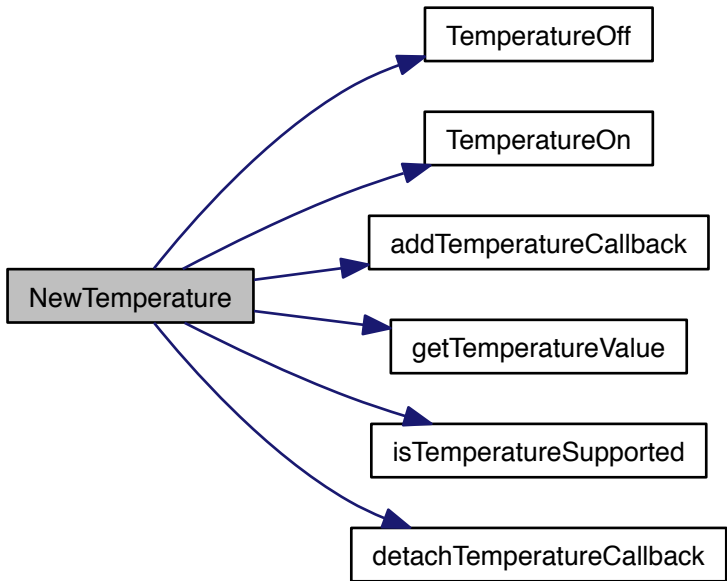 TemperatureOff
TemperatureOn
addTemperatureCallback
NewTemperature
getTemperatureValue
isTemperatureSupported
detachTemperatureCallback